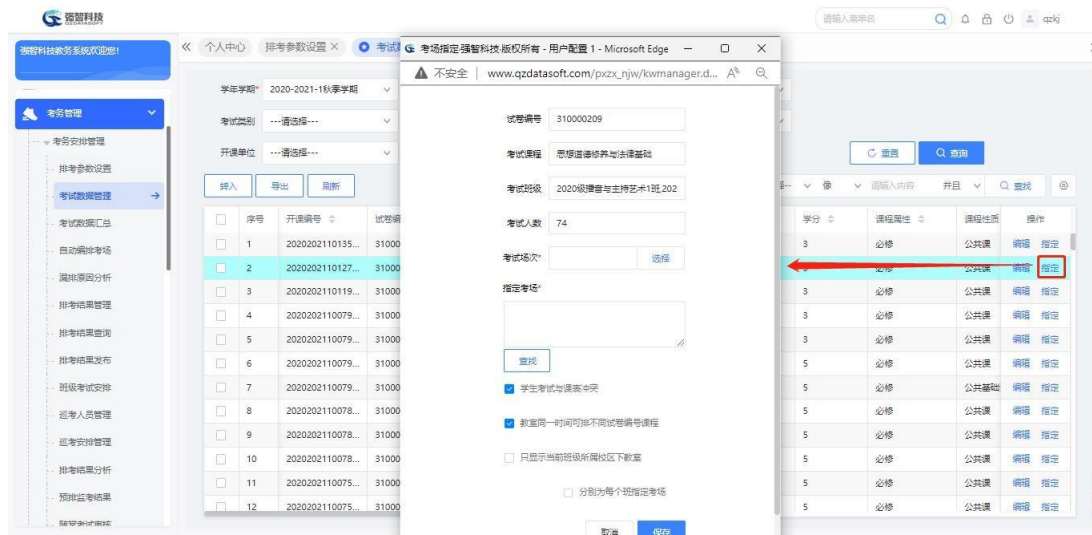 强智科技
QZDATASOFT
请输入菜单名
qzkj
强智科技教务系统欢迎您!
个人中心
排考参数设置
考试数
考场指定-强智科技-版权所有 - 用户配置 1 - Microsoft Edge
不安全
www.qzdatasoft.com/pxzx_njw/kwmanager.d...
考务管理
考务安排管理
排考参数设置
考试数据管理
考试数据汇总
自动编排考场
漏排原因分析
排考结果管理
排考结果查询
排考结果发布
班级考试安排
巡考人员管理
巡考安排管理
排考结果分析
预排监考结果
随堂考试审核
学年学期* 2020-2021-1秋季学期
考试类别 ---请选择---
开课单位 ---请选择---
重置
查询
转入
导出
刷新
像
请输入内容
并且
查找
序号 开课编号 试卷编 学分 课程属性 课程性质 操作
1 2020202110135... 31000 3 必修 公共课 编辑 指定
2 2020202110127... 31000 必修 公共课 编辑 指定
3 2020202110119... 31000 3 必修 公共课 编辑 指定
4 2020202110079... 31000 3 必修 公共课 编辑 指定
5 2020202110079... 31000 3 必修 公共课 编辑 指定
6 2020202110079... 31000 5 必修 公共课 编辑 指定
7 2020202110079... 31000 5 必修 公共基础 编辑 指定
8 2020202110078... 31000 5 必修 公共课 编辑 指定
9 2020202110078... 31000 5 必修 公共课 编辑 指定
10 2020202110078... 31000 5 必修 公共课 编辑 指定
11 2020202110075... 31000 5 必修 公共课 编辑 指定
12 2020202110075... 31000 5 必修 公共课 编辑 指定
试卷编号 310000209
考试课程 思想道德修养与法律基础
考试班级 2020级播音与主持艺术1班,202
考试人数 74
考试场次* 选择
指定考场*
查找
学生考试与课表冲突
教室同一时间可排不同试卷编号课程
只显示当前班级所属校区下教室
分别为每个班指定考场
取消
保存